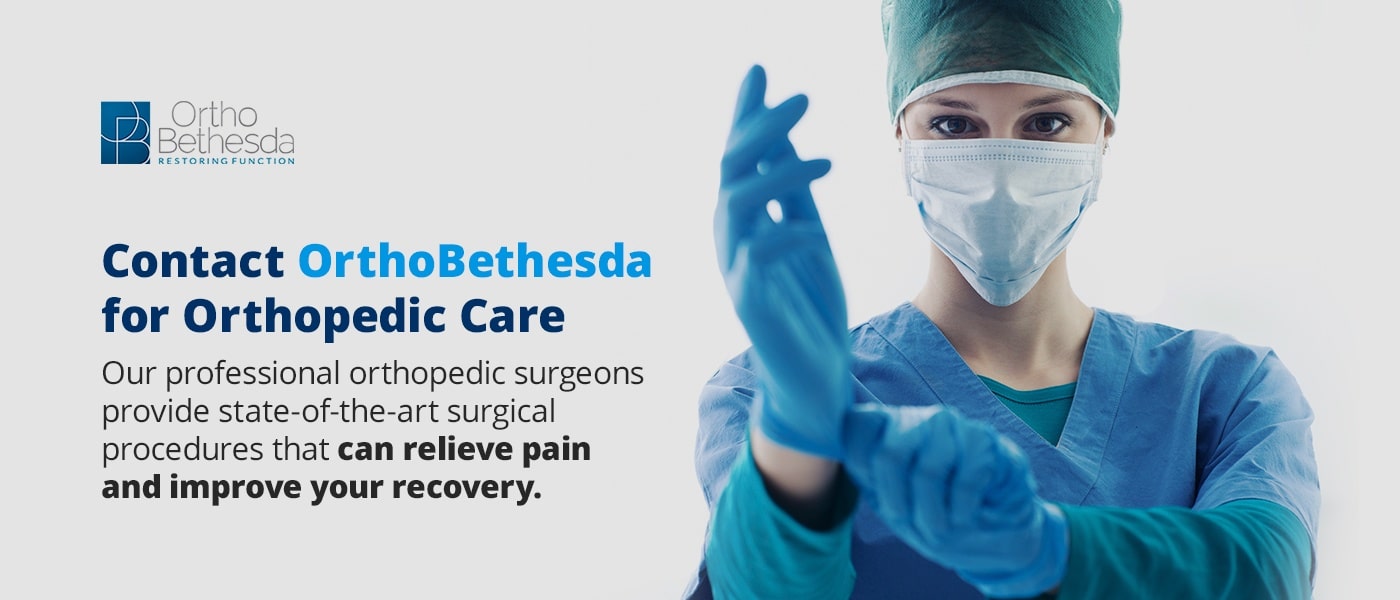 Ortho
Bethesda
RESTORING FUNCTION
Contact OrthoBethesda
for Orthopedic Care
Our professional orthopedic surgeons
provide state-of-the-art surgical
procedures that can relieve pain
and improve your recovery.